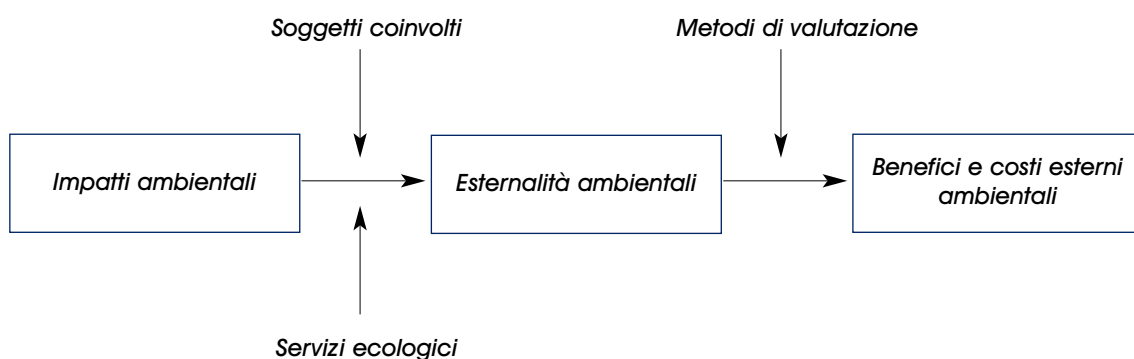 Soggetti coinvolti
Metodi di valutazione
Impatti ambientali
Esternalità ambientali
Benefici e costi esterni
ambientali
Servizi ecologici